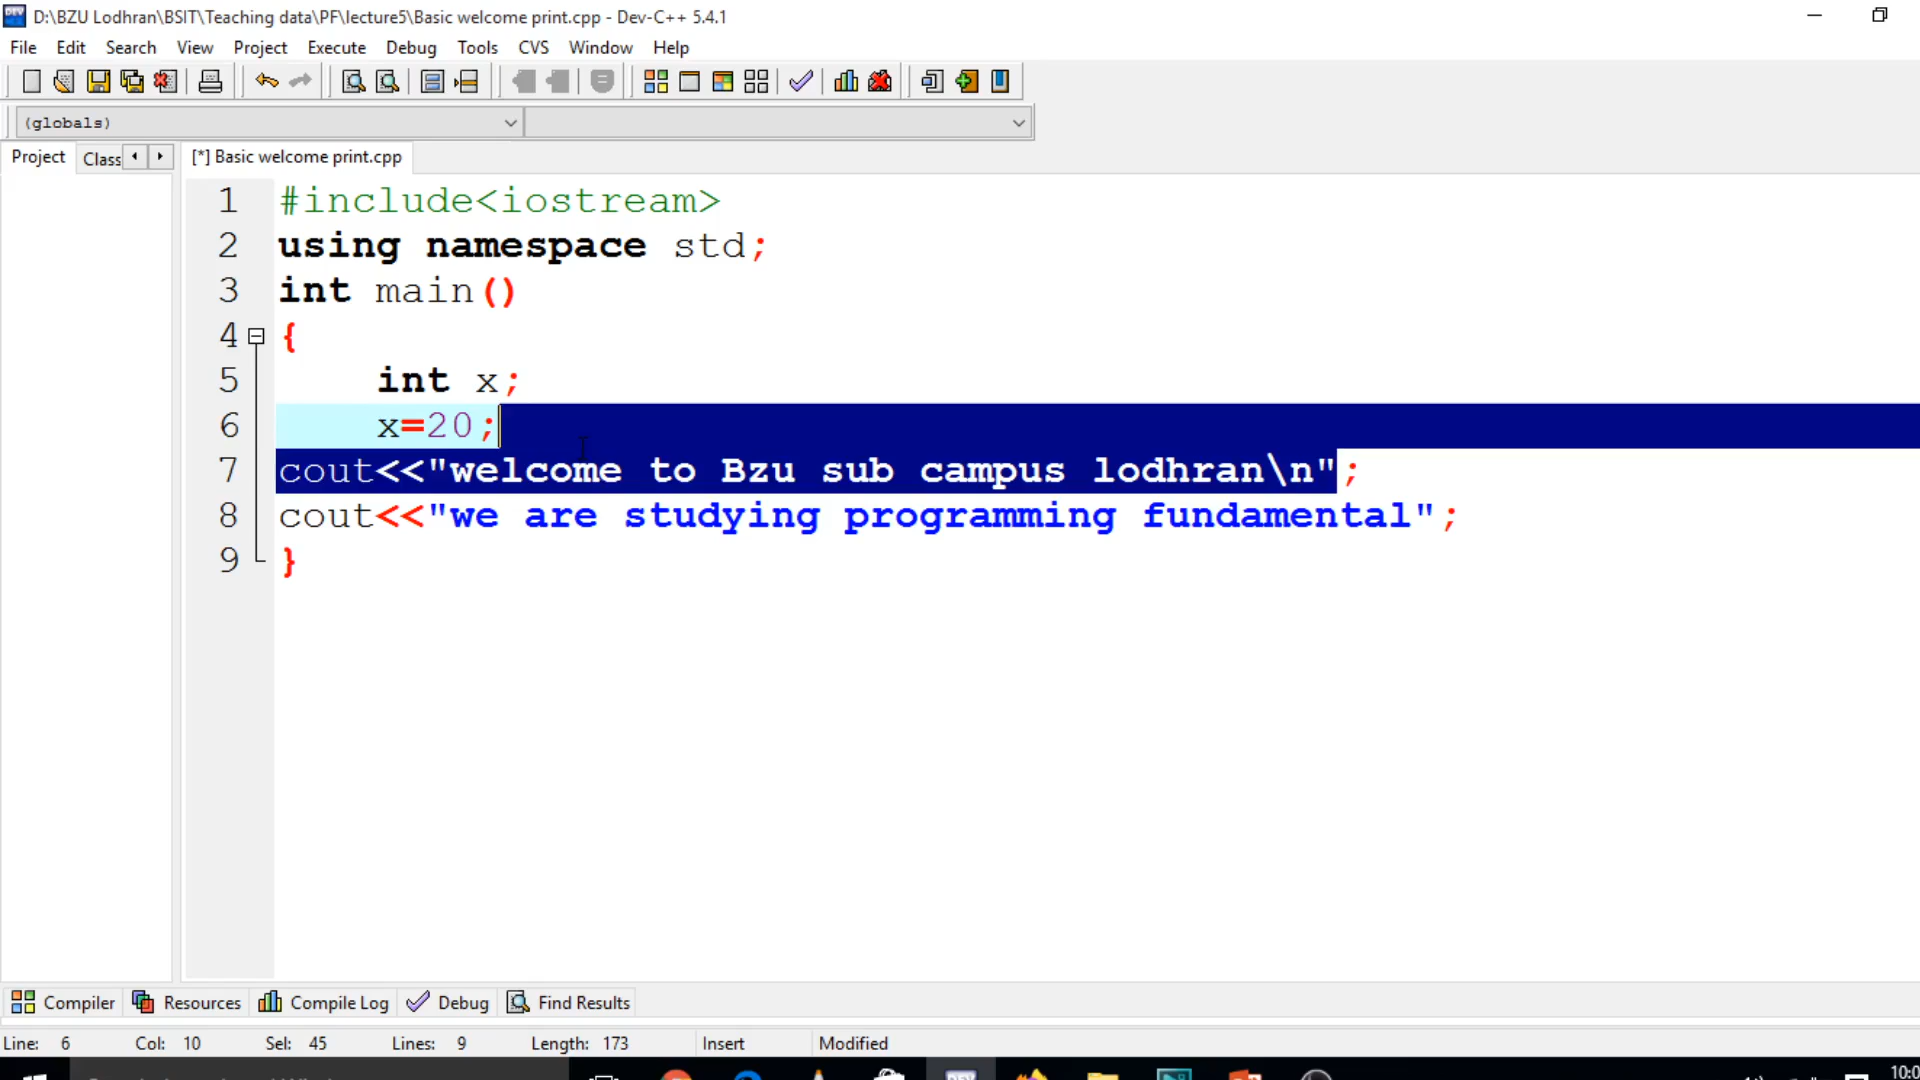 D:\BZU Lodhran\BSIT\Teaching data\PF\lecture5\Basic welcome print.cpp - Dev-C++ 5.4.1
File Edit Search View Project Execute Debug Tools CVS Window Help
(globals)
Project Class [*] Basic welcome print.cpp
1 #include<iostream>
2 using namespace std;
3 int main()
4 {
5 int x;
6 x=20;
7 cout<<"welcome to Bzu sub campus lodhran\n";
8 cout<<"we are studying programming fundamental";
9 }
Compiler Resources Compile Log Debug Find Results
Line: 6 Col: 10 Sel: 45 Lines: 9 Length: 173 Insert Modified